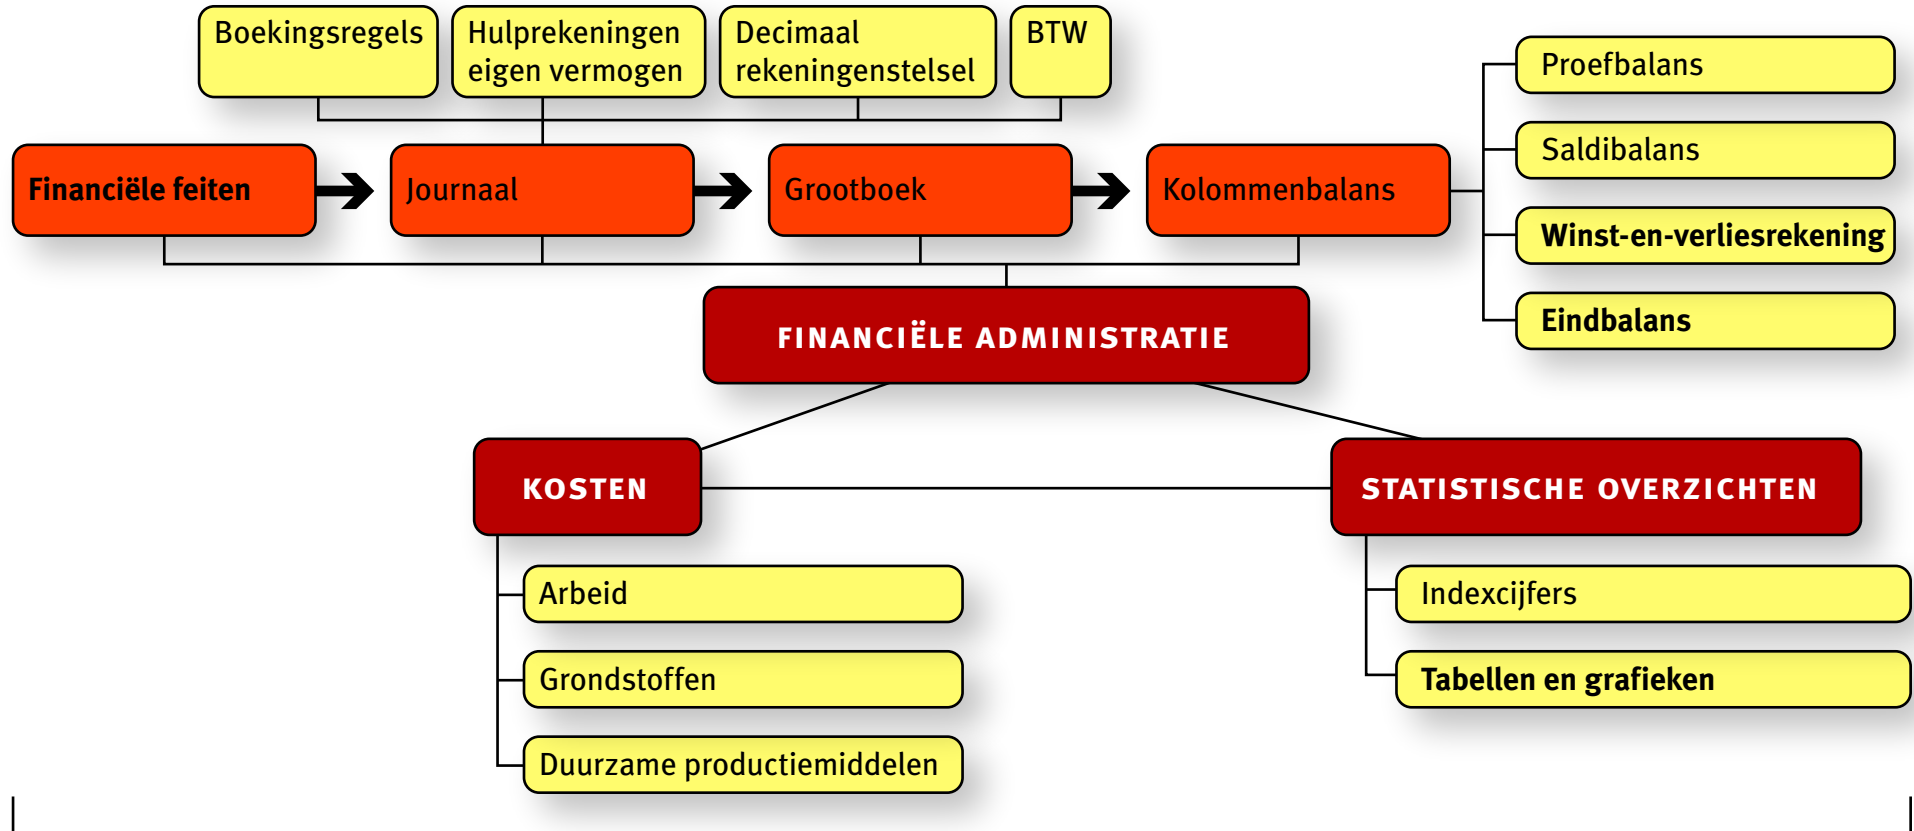 Boekingsregels
Hulprekeningen
eigen vermogen
Decimaal
rekeningenstelsel
BTW
Proefbalans
Saldibalans
Winst-en-verliesrekening
Eindbalans
Financiële feiten
Journaal
Grootboek
Kolommenbalans
FINANCIËLE ADMINISTRATIE
KOSTEN
Arbeid
Grondstoffen
Duurzame productiemiddelen
STATISTISCHE OVERZICHTEN
Indexcijfers
Tabellen en grafieken